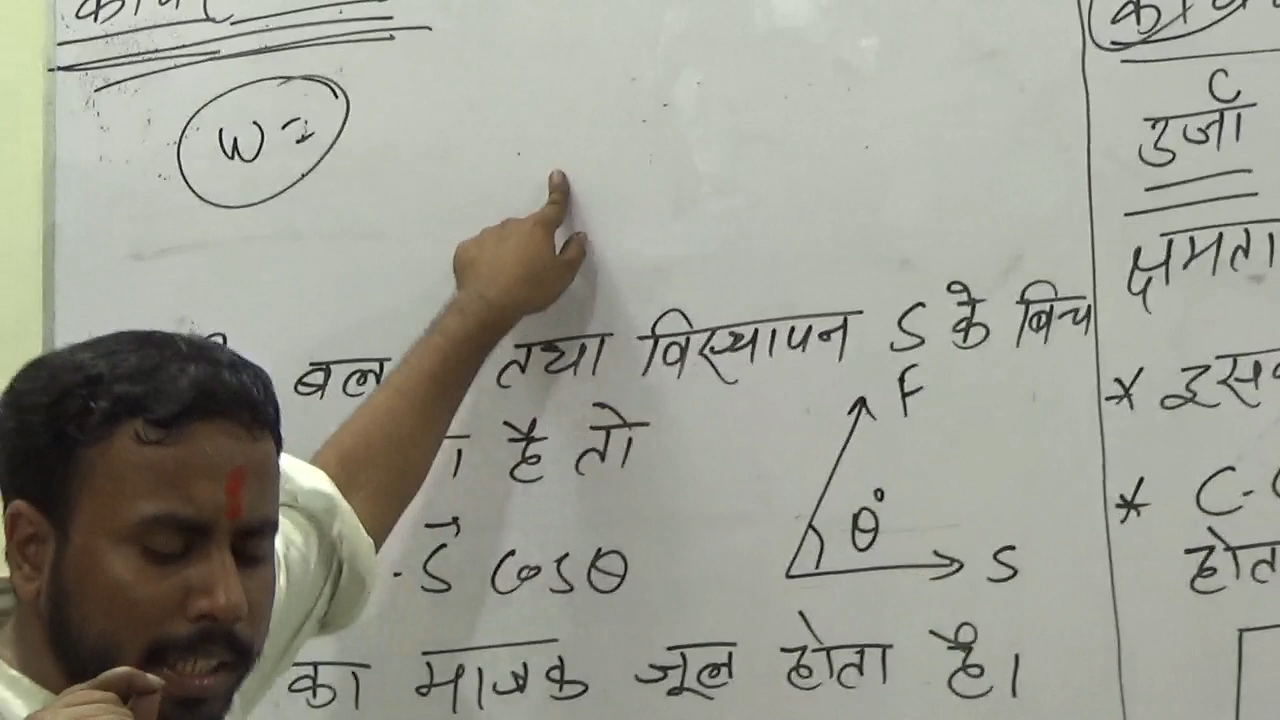 कार्य
W =
बल तथा विस्थापन S के बिच
है तो
F
θ°
S
.S⃗ cosθ
का मात्रक जूल होता है।
उर्जा
क्षमता
*
* C.
होता